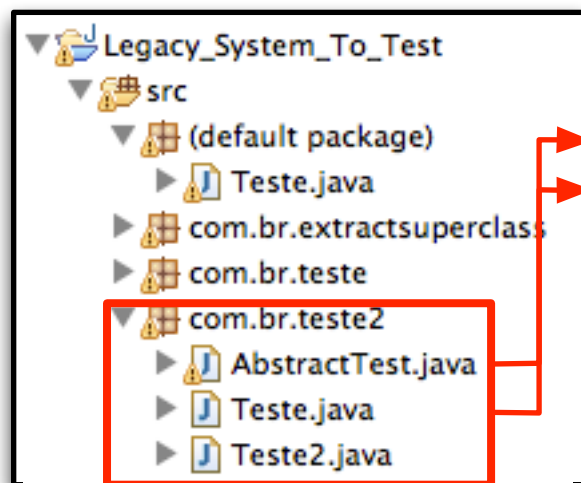 Legacy_System_To_Test
src
(default package)
Teste.java
com.br.extractsuperclass
com.br.teste
com.br.teste2
AbstractTest.java
Teste.java
Teste2.java